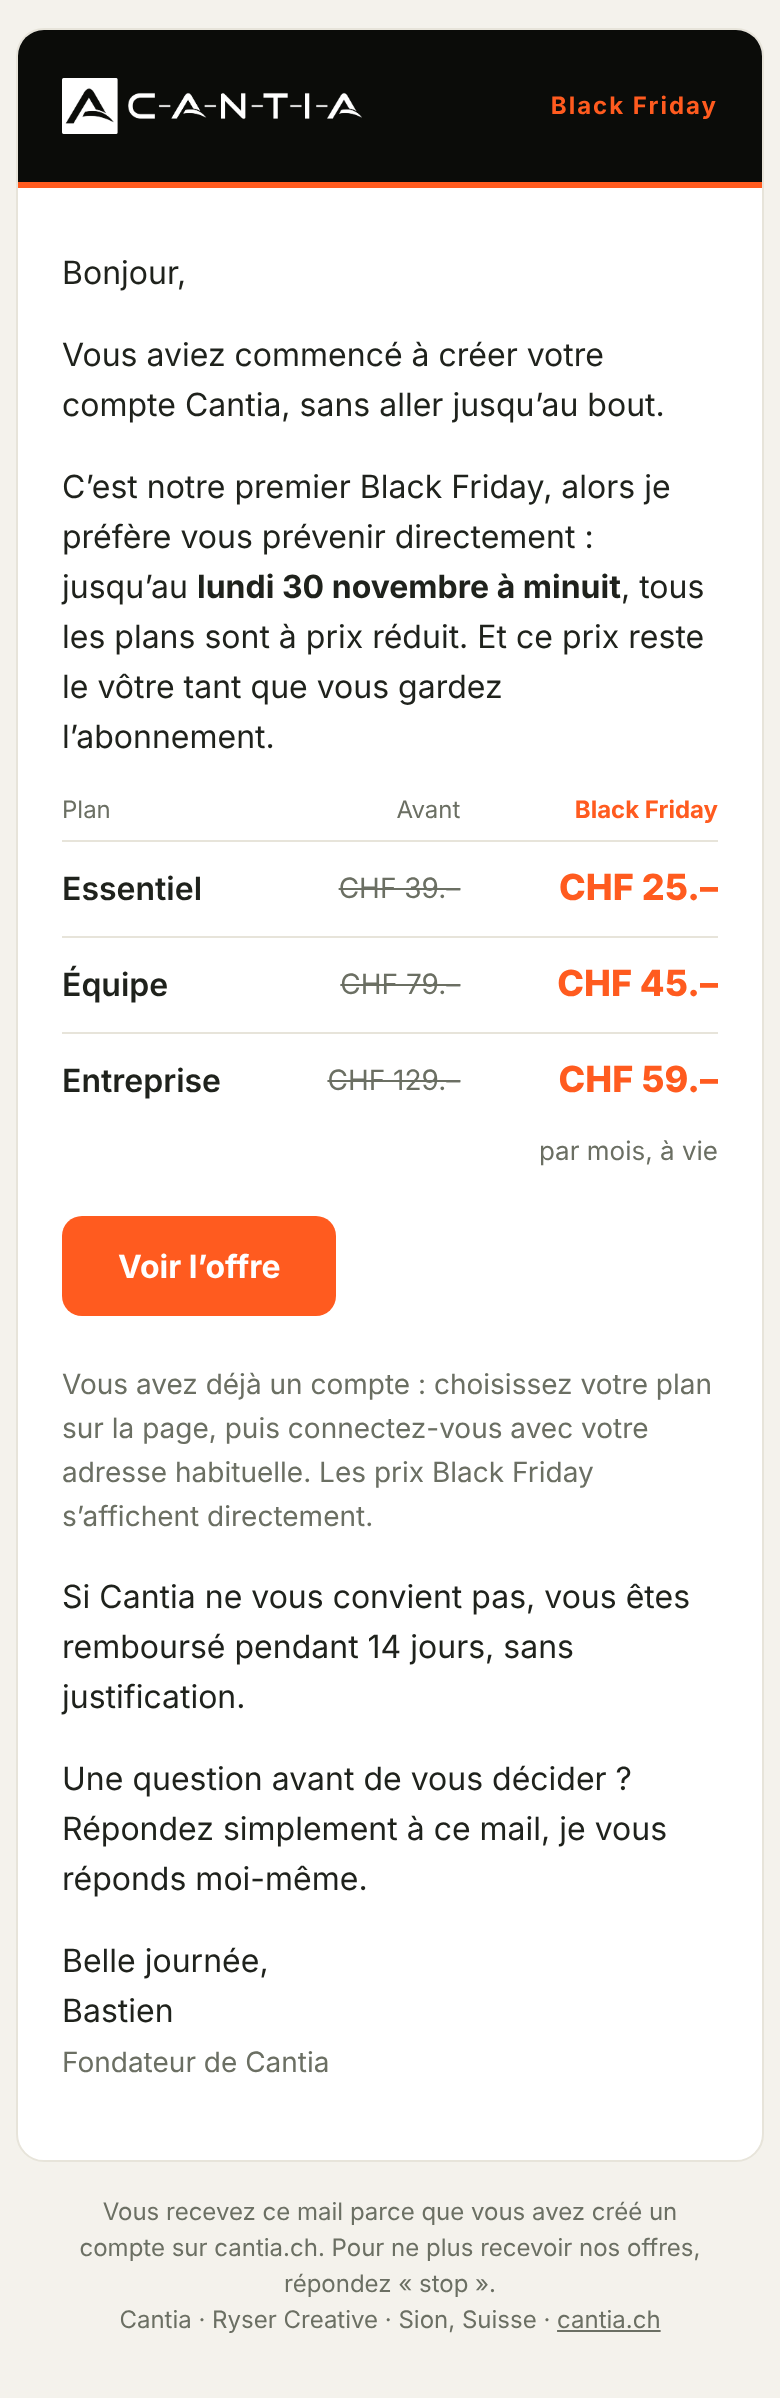 A C-A-N-T-I-A
Black Friday
Bonjour,
Vous aviez commencé à créer votre
compte Cantia, sans aller jusqu’au bout.
C’est notre premier Black Friday, alors je
préfère vous prévenir directement :
jusqu’au lundi 30 novembre à minuit, tous
les plans sont à prix réduit. Et ce prix reste
le vôtre tant que vous gardez
l’abonnement.
Plan Avant Black Friday
Essentiel CHF 39.– CHF 25.–
Équipe CHF 79.– CHF 45.–
Entreprise CHF 129.– CHF 59.–
par mois, à vie
Voir l’offre
Vous avez déjà un compte : choisissez votre plan
sur la page, puis connectez-vous avec votre
adresse habituelle. Les prix Black Friday
s’affichent directement.
Si Cantia ne vous convient pas, vous êtes
remboursé pendant 14 jours, sans
justification.
Une question avant de vous décider ?
Répondez simplement à ce mail, je vous
réponds moi-même.
Belle journée,
Bastien
Fondateur de Cantia
Vous recevez ce mail parce que vous avez créé un
compte sur cantia.ch. Pour ne plus recevoir nos offres,
répondez « stop ».
Cantia · Ryser Creative · Sion, Suisse · cantia.ch